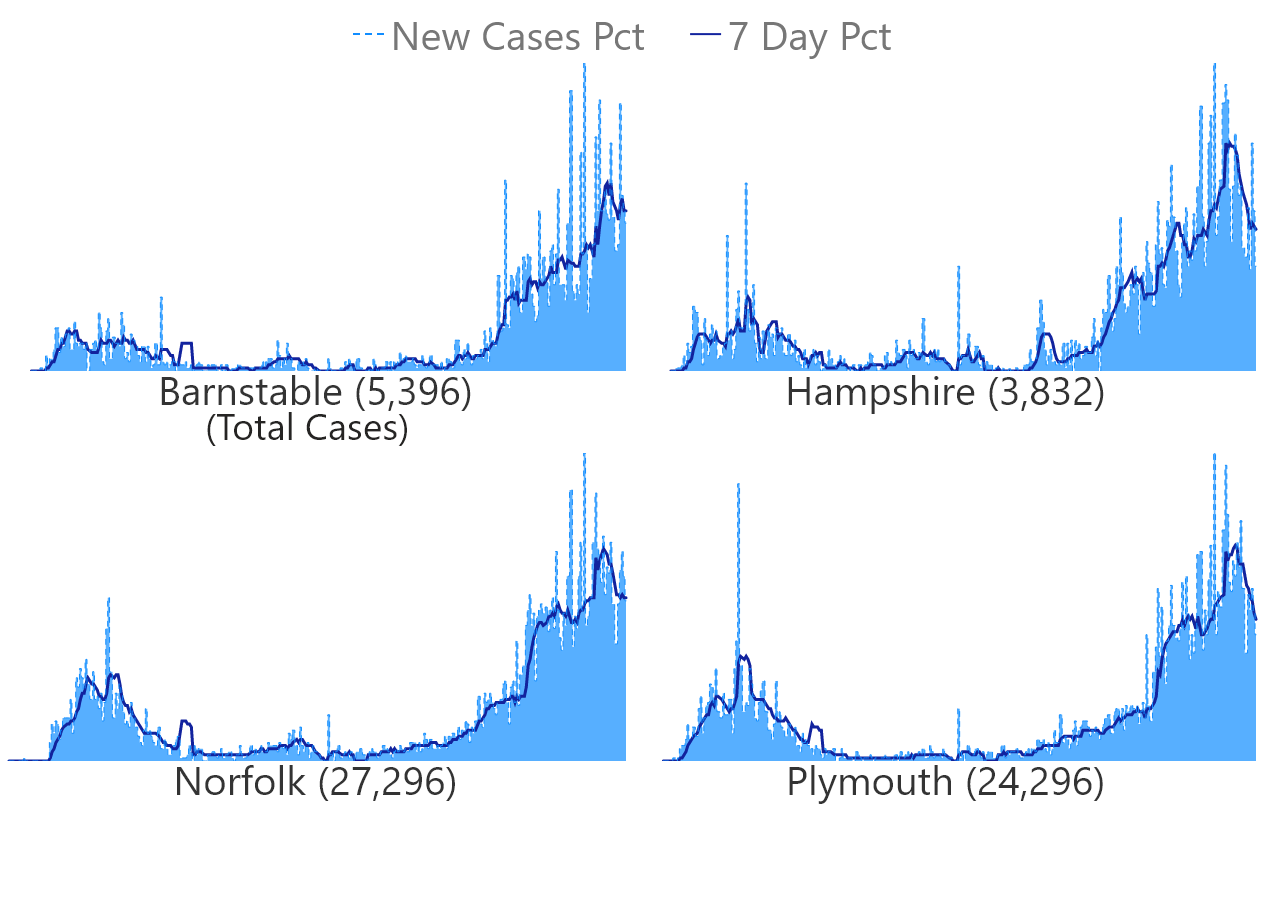 New Cases Pct 7 Day Pct
Barnstable (5,396)
(Total Cases)
Hampshire (3,832)
Norfolk (27,296)
Plymouth (24,296)